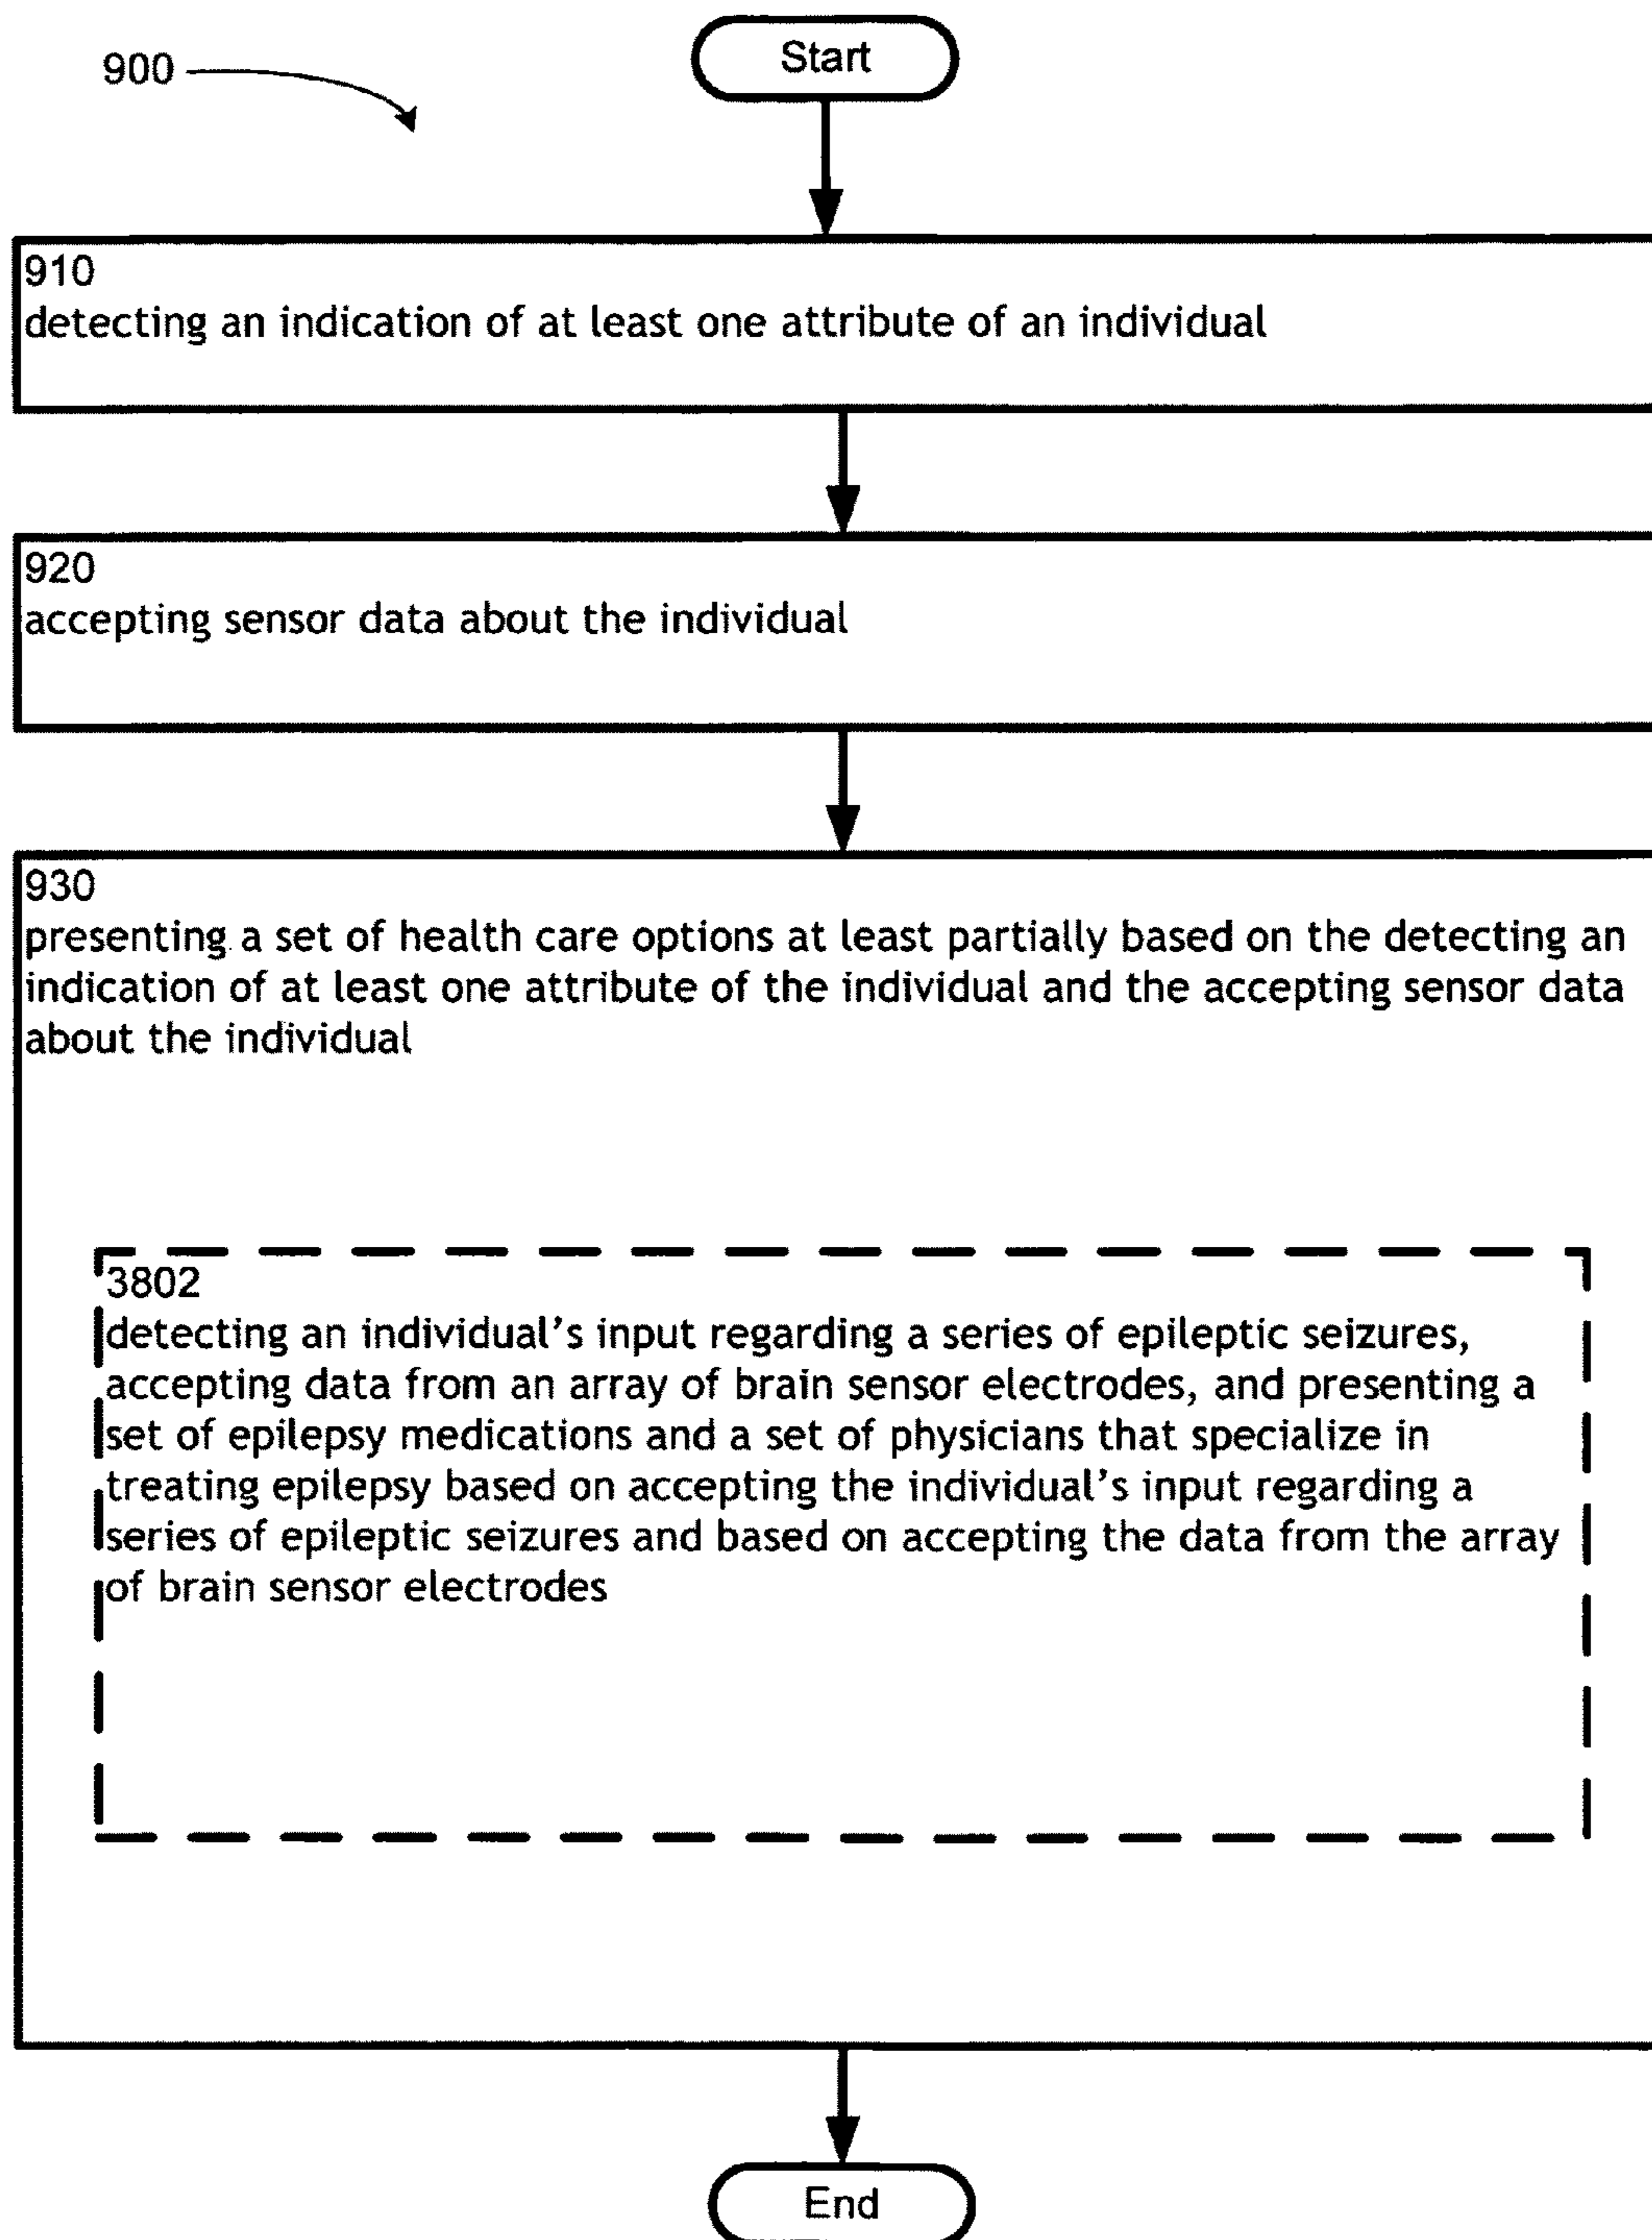 900
Start
910
detecting an indication of at least one attribute of an individual
920
accepting sensor data about the individual
930
presenting a set of health care options at least partially based on the detecting an
indication of at least one attribute of the individual and the accepting sensor data
about the individual
3802
detecting an individual's input regarding a series of epileptic seizures,
accepting data from an array of brain sensor electrodes, and presenting a
set of epilepsy medications and a set of physicians that specialize in
treating epilepsy based on accepting the individual's input regarding a
series of epileptic seizures and based on accepting the data from the array
of brain sensor electrodes
End